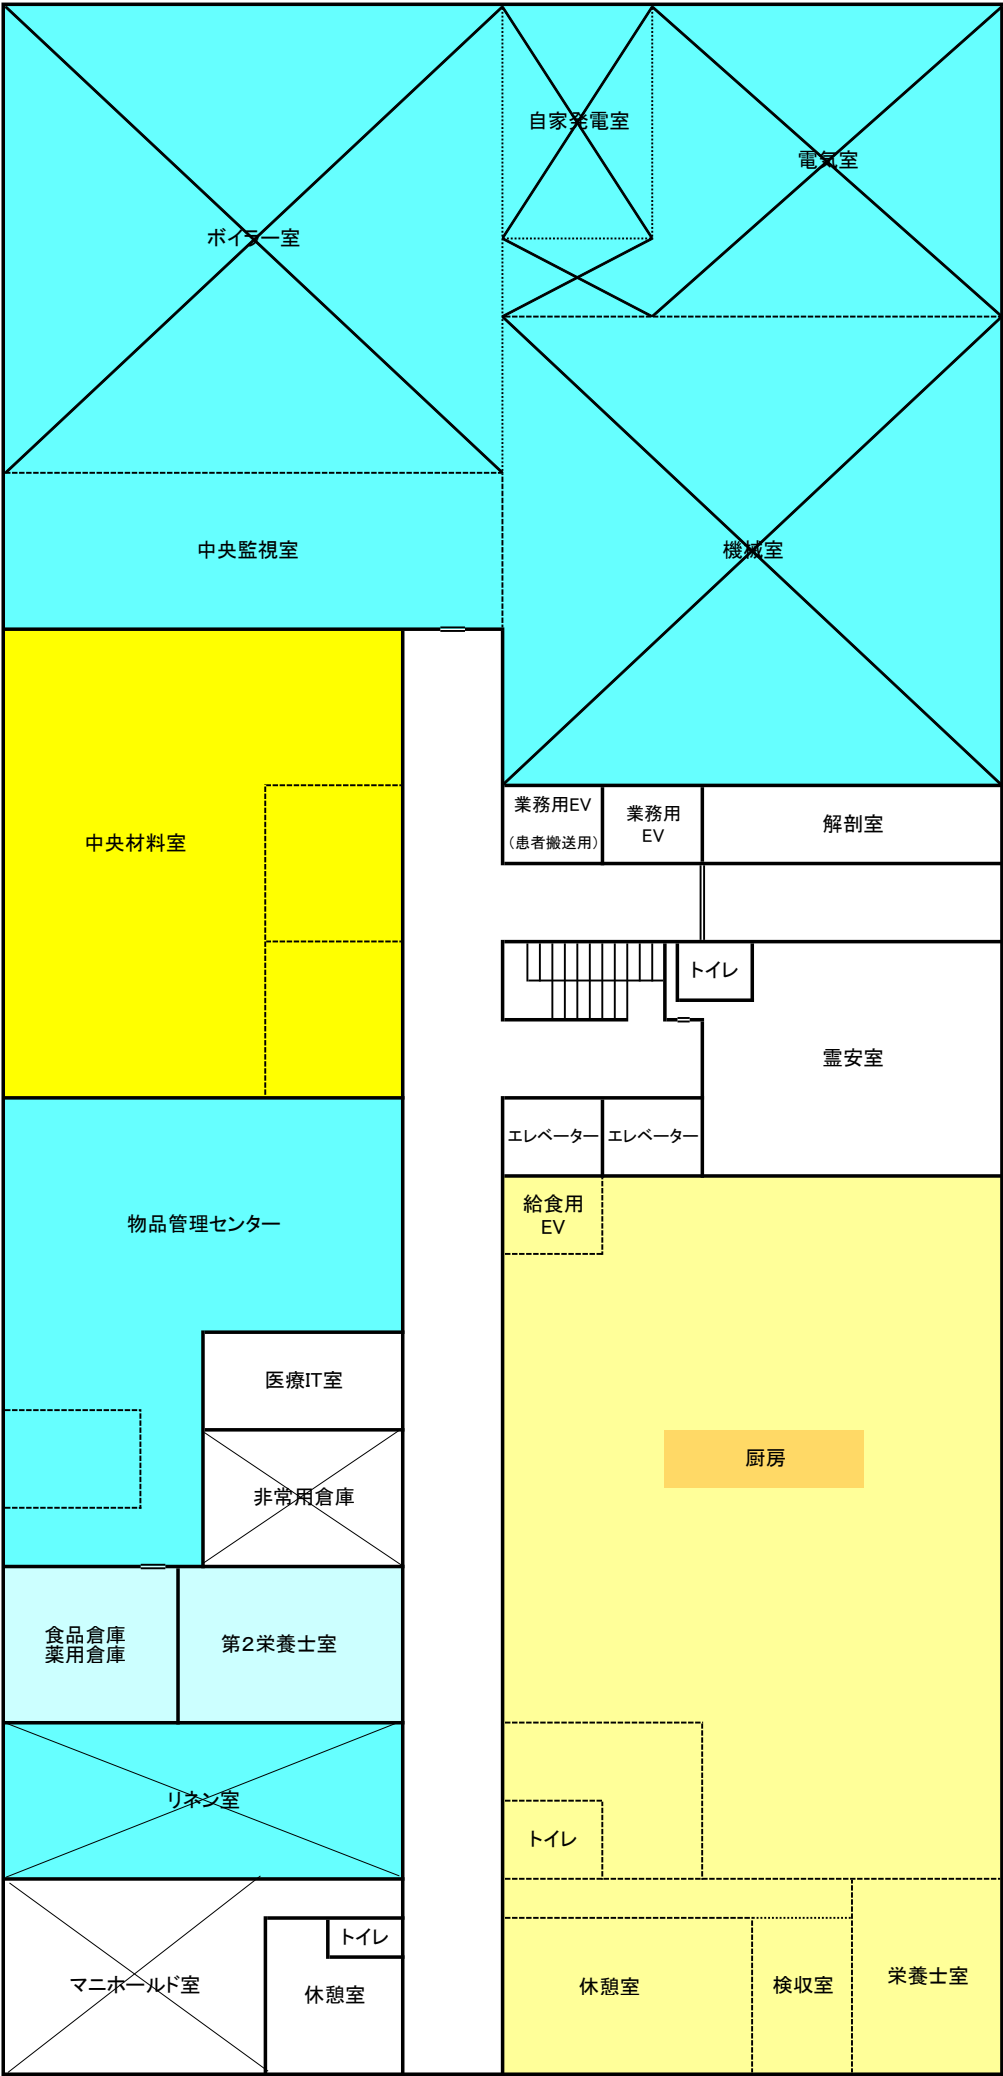 自家発電室
電気室
ボイラー室
中央監視室
機械室
業務用EV
（患者搬送用）
業務用
EV
解剖室
中央材料室
トイレ
霊安室
エレベーター
エレベーター
給食用
EV
物品管理センター
医療IT室
厨房
非常用倉庫
食品倉庫
薬用倉庫
第2栄養士室
リネン室
トイレ
トイレ
マニホールド室
休憩室
休憩室
検収室
栄養士室